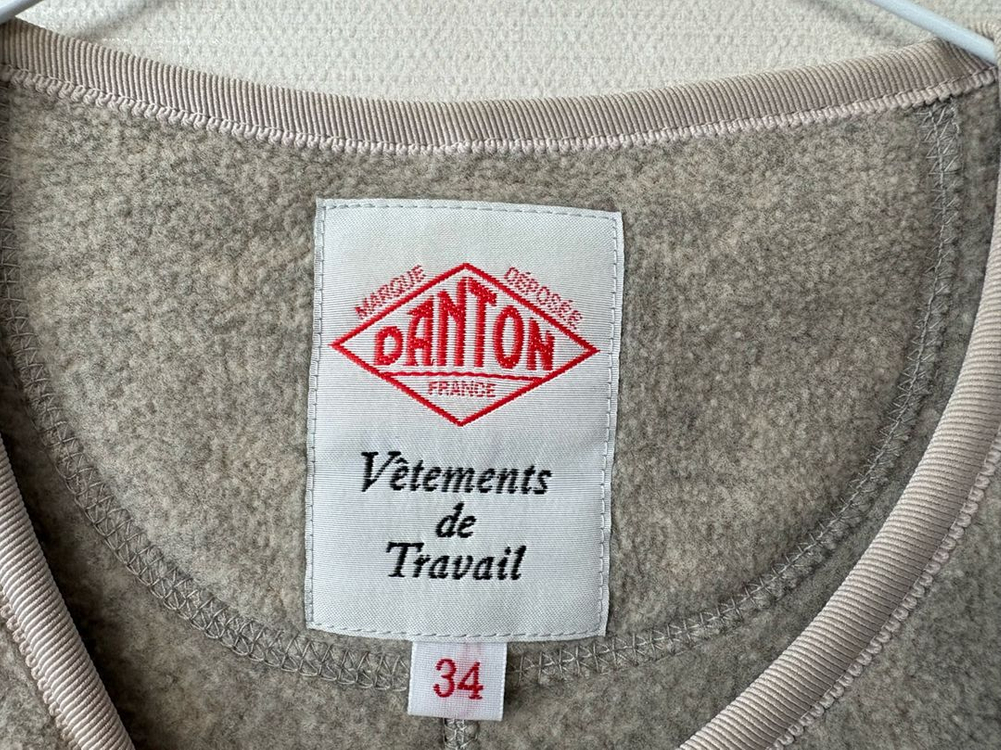 MARQUE DÉPOSÉE
DANTON
FRANCE
Vêtements
de
Travail
34